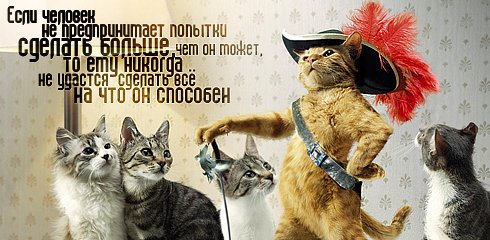 Если человек
не предпринимает попытки
сделать больше, чем он может,
то ему никогда ..
не удастся сделать всё
на что он способен